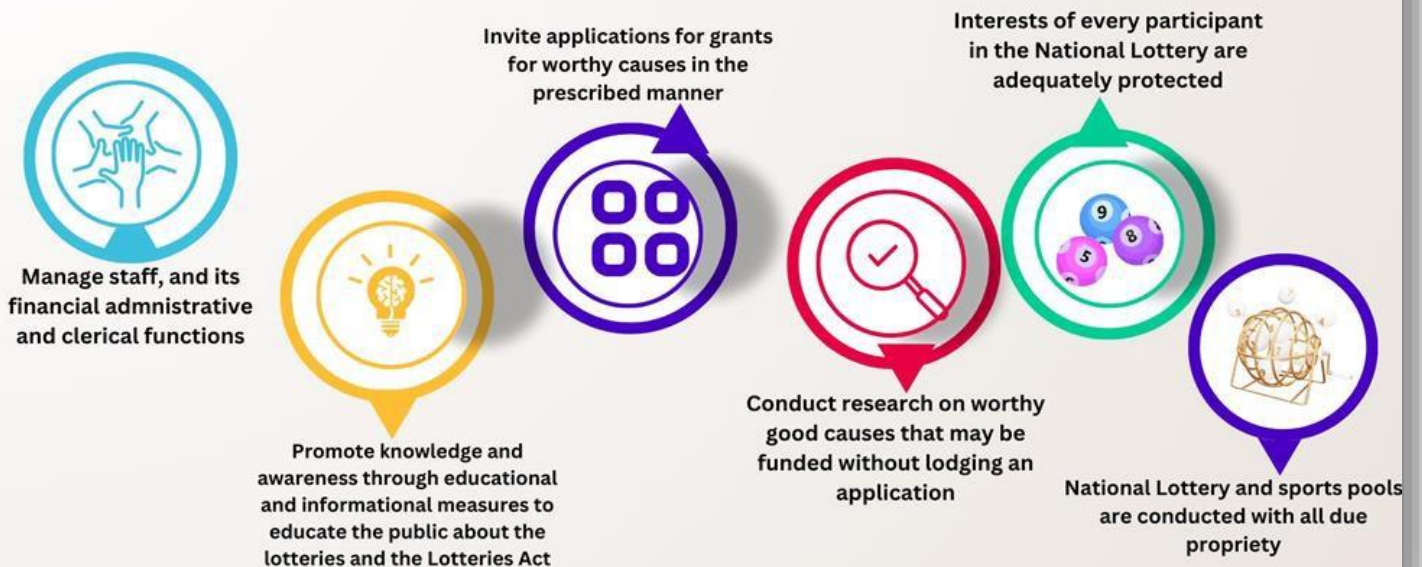 Manage staff, and its
financial admnistrative
and clerical functions
Promote knowledge and
awareness through educational
and informational measures to
educate the public about the
lotteries and the Lotteries Act
Invite applications for grants
for worthy causes in the
prescribed manner
Conduct research on worthy
good causes that may be
funded without lodging an
application
Interests of every participant
in the National Lottery are
adequately protected
9
8
5
National Lottery and sports pools
are conducted with all due
propriety